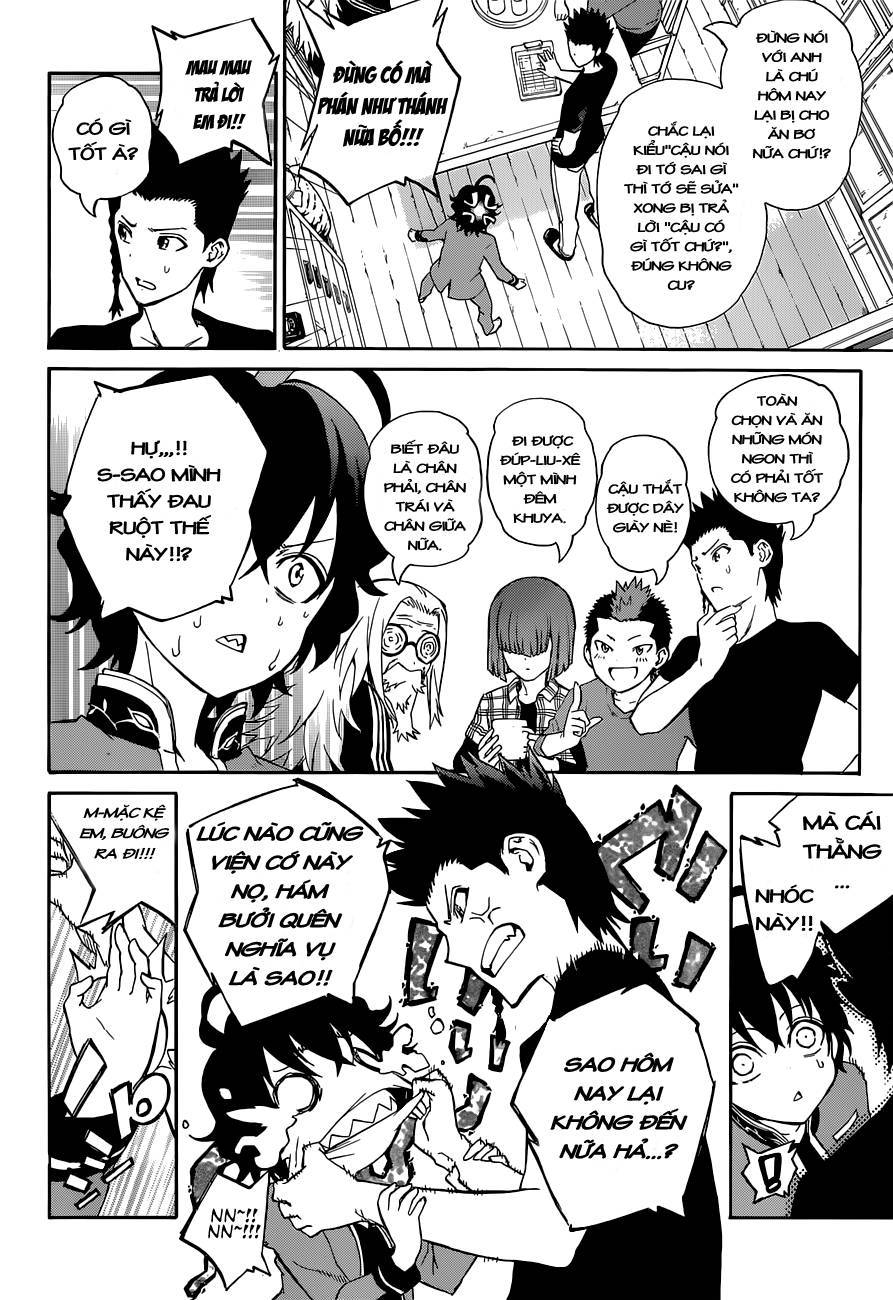 ĐỪNG NÓI
VỚI ANH
LÀ CHÚ
HÔM NAY
LẠI BỊ CHO
ĂN BƠ
NỮA CHỨ!?
CHẮC LẠI
KIỂU"CẬU NÓI
ĐI TỚ SAI GÌ
THÌ TỚ SẼ SỬA"
XONG BỊ TRẢ
LỜI "CẬU CÓ
GÌ TỐT CHỨ?",
ĐÚNG KHÔNG
CU?
ĐỪNG CÓ MÀ
PHÁN NHƯ THÁNH
NỮA BỐ!!!
MAU MAU
TRẢ LỜI
EM ĐI!!
CÓ GÌ
TỐT À?
TOÀN
CHỌN VÀ ĂN
NHỮNG MÓN
NGON THÌ
CÓ PHẢI TỐT
KHÔNG TA?
CẬU THẮT
ĐƯỢC DÂY
GIÀY NÈ!
ĐI ĐƯỢC
ĐÚP-LIU-XÊ
MỘT MÌNH
ĐÊM
KHUYA.
BIẾT ĐÂU
LÀ CHÂN
PHẢI, CHÂN
TRÁI VÀ
CHÂN GIỮA
NỮA.
HỰ,,,!!
S-SAO MÌNH
THẤY ĐAU
RUỘT THẾ
NÀY!!?
MÀ CÁI
THẰNG
...
NHÓC
NÀY!!
LÚC NÀO CŨNG
VIỆN CỚ NÀY
NỌ, HÁM
BƯỞI QUÊN
NGHĨA VỤ
LÀ SAO!!
SAO HÔM
NAY LẠI
KHÔNG ĐẾN
NỮA HẢ...?
NN~!!
NN~!!!
M-MẶC KỆ
EM, BUÔNG
RA ĐI!!!